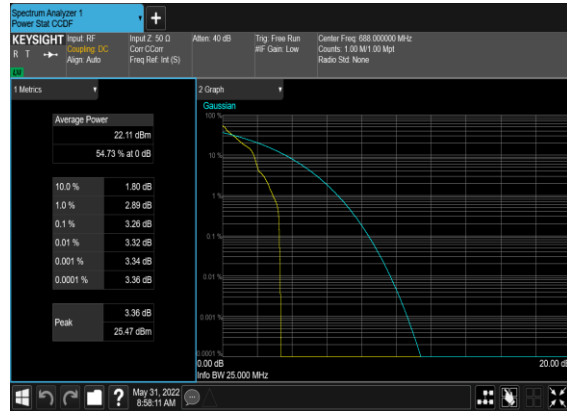 Spectrum Analyzer 1
Power Stat CCDF
KEYSIGHT
R T
LXI
Input: RF
Coupling: DC
Align: Auto
Input Z: 50 Ω
Corr CCorr
Freq Ref: Int (S)
Atten: 40 dB
Trig: Free Run
#IF Gain: Low
Center Freq: 688.000000 MHz
Counts: 1.00 M/1.00 Mpt
Radio Std: None
1 Metrics
Average Power
22.11 dBm
54.73 % at 0 dB
10.0 % 1.80 dB
1.0 % 2.89 dB
0.1 % 3.26 dB
0.01 % 3.32 dB
0.001 % 3.34 dB
0.0001 % 3.36 dB
Peak
3.36 dB
25.47 dBm
2 Graph
Gaussian
100 %
10 %
1 %
0.1 %
0.01 %
0.001 %
0.0001 %
0.00 dB
20.00 dB
Info BW 25.000 MHz
May 31, 2022
8:58:11 AM